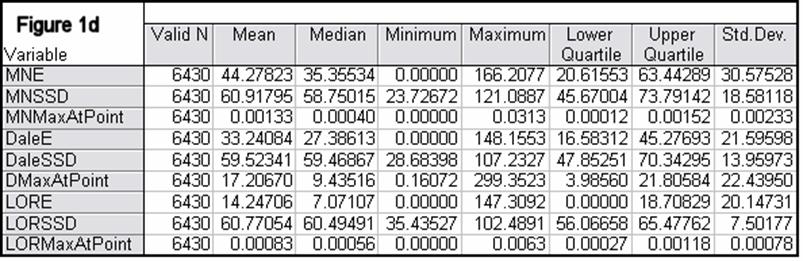 Figure 1d
Variable Valid N Mean Median Minimum Maximum Lower Quartile Upper Quartile Std.Dev.
MNE 6430 44.27823 35.35534 0.00000 166.2077 20.61553 63.44289 30.57528
MNSSD 6430 60.91795 58.75015 23.72672 121.0887 45.67004 73.79142 18.58118
MNMaxAtPoint 6430 0.00133 0.00040 0.00000 0.0313 0.00012 0.00152 0.00233
DaleE 6430 33.24084 27.38613 0.00000 148.1553 16.58312 45.27693 21.59598
DaleSSD 6430 59.52341 59.46867 28.68398 107.2327 47.85251 70.34295 13.95973
DMaxAtPoint 6430 17.20670 9.43516 0.16072 299.3523 3.98560 21.80584 22.43950
LORE 6430 14.24706 7.07107 0.00000 147.3092 0.00000 18.70829 20.14731
LORSSD 6430 60.77054 60.49491 35.43527 102.4891 56.06658 65.47762 7.50177
LORMaxAtPoint 6430 0.00083 0.00056 0.00000 0.0063 0.00027 0.00118 0.00078